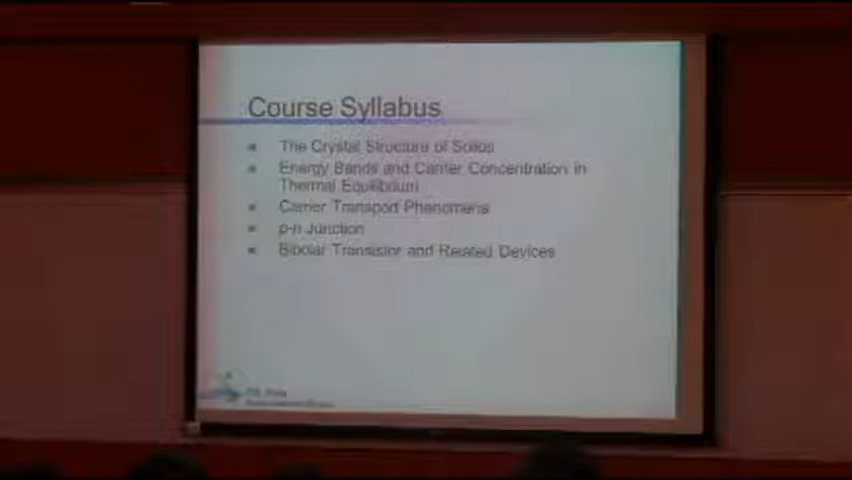 Course Syllabus
The Crystal Structure of Solids
Energy Bands and Carrier Concentration in
Thermal Equilibrium
Carrier Transport Phenomena
p-n Junction
Bipolar Transistor and Related Devices